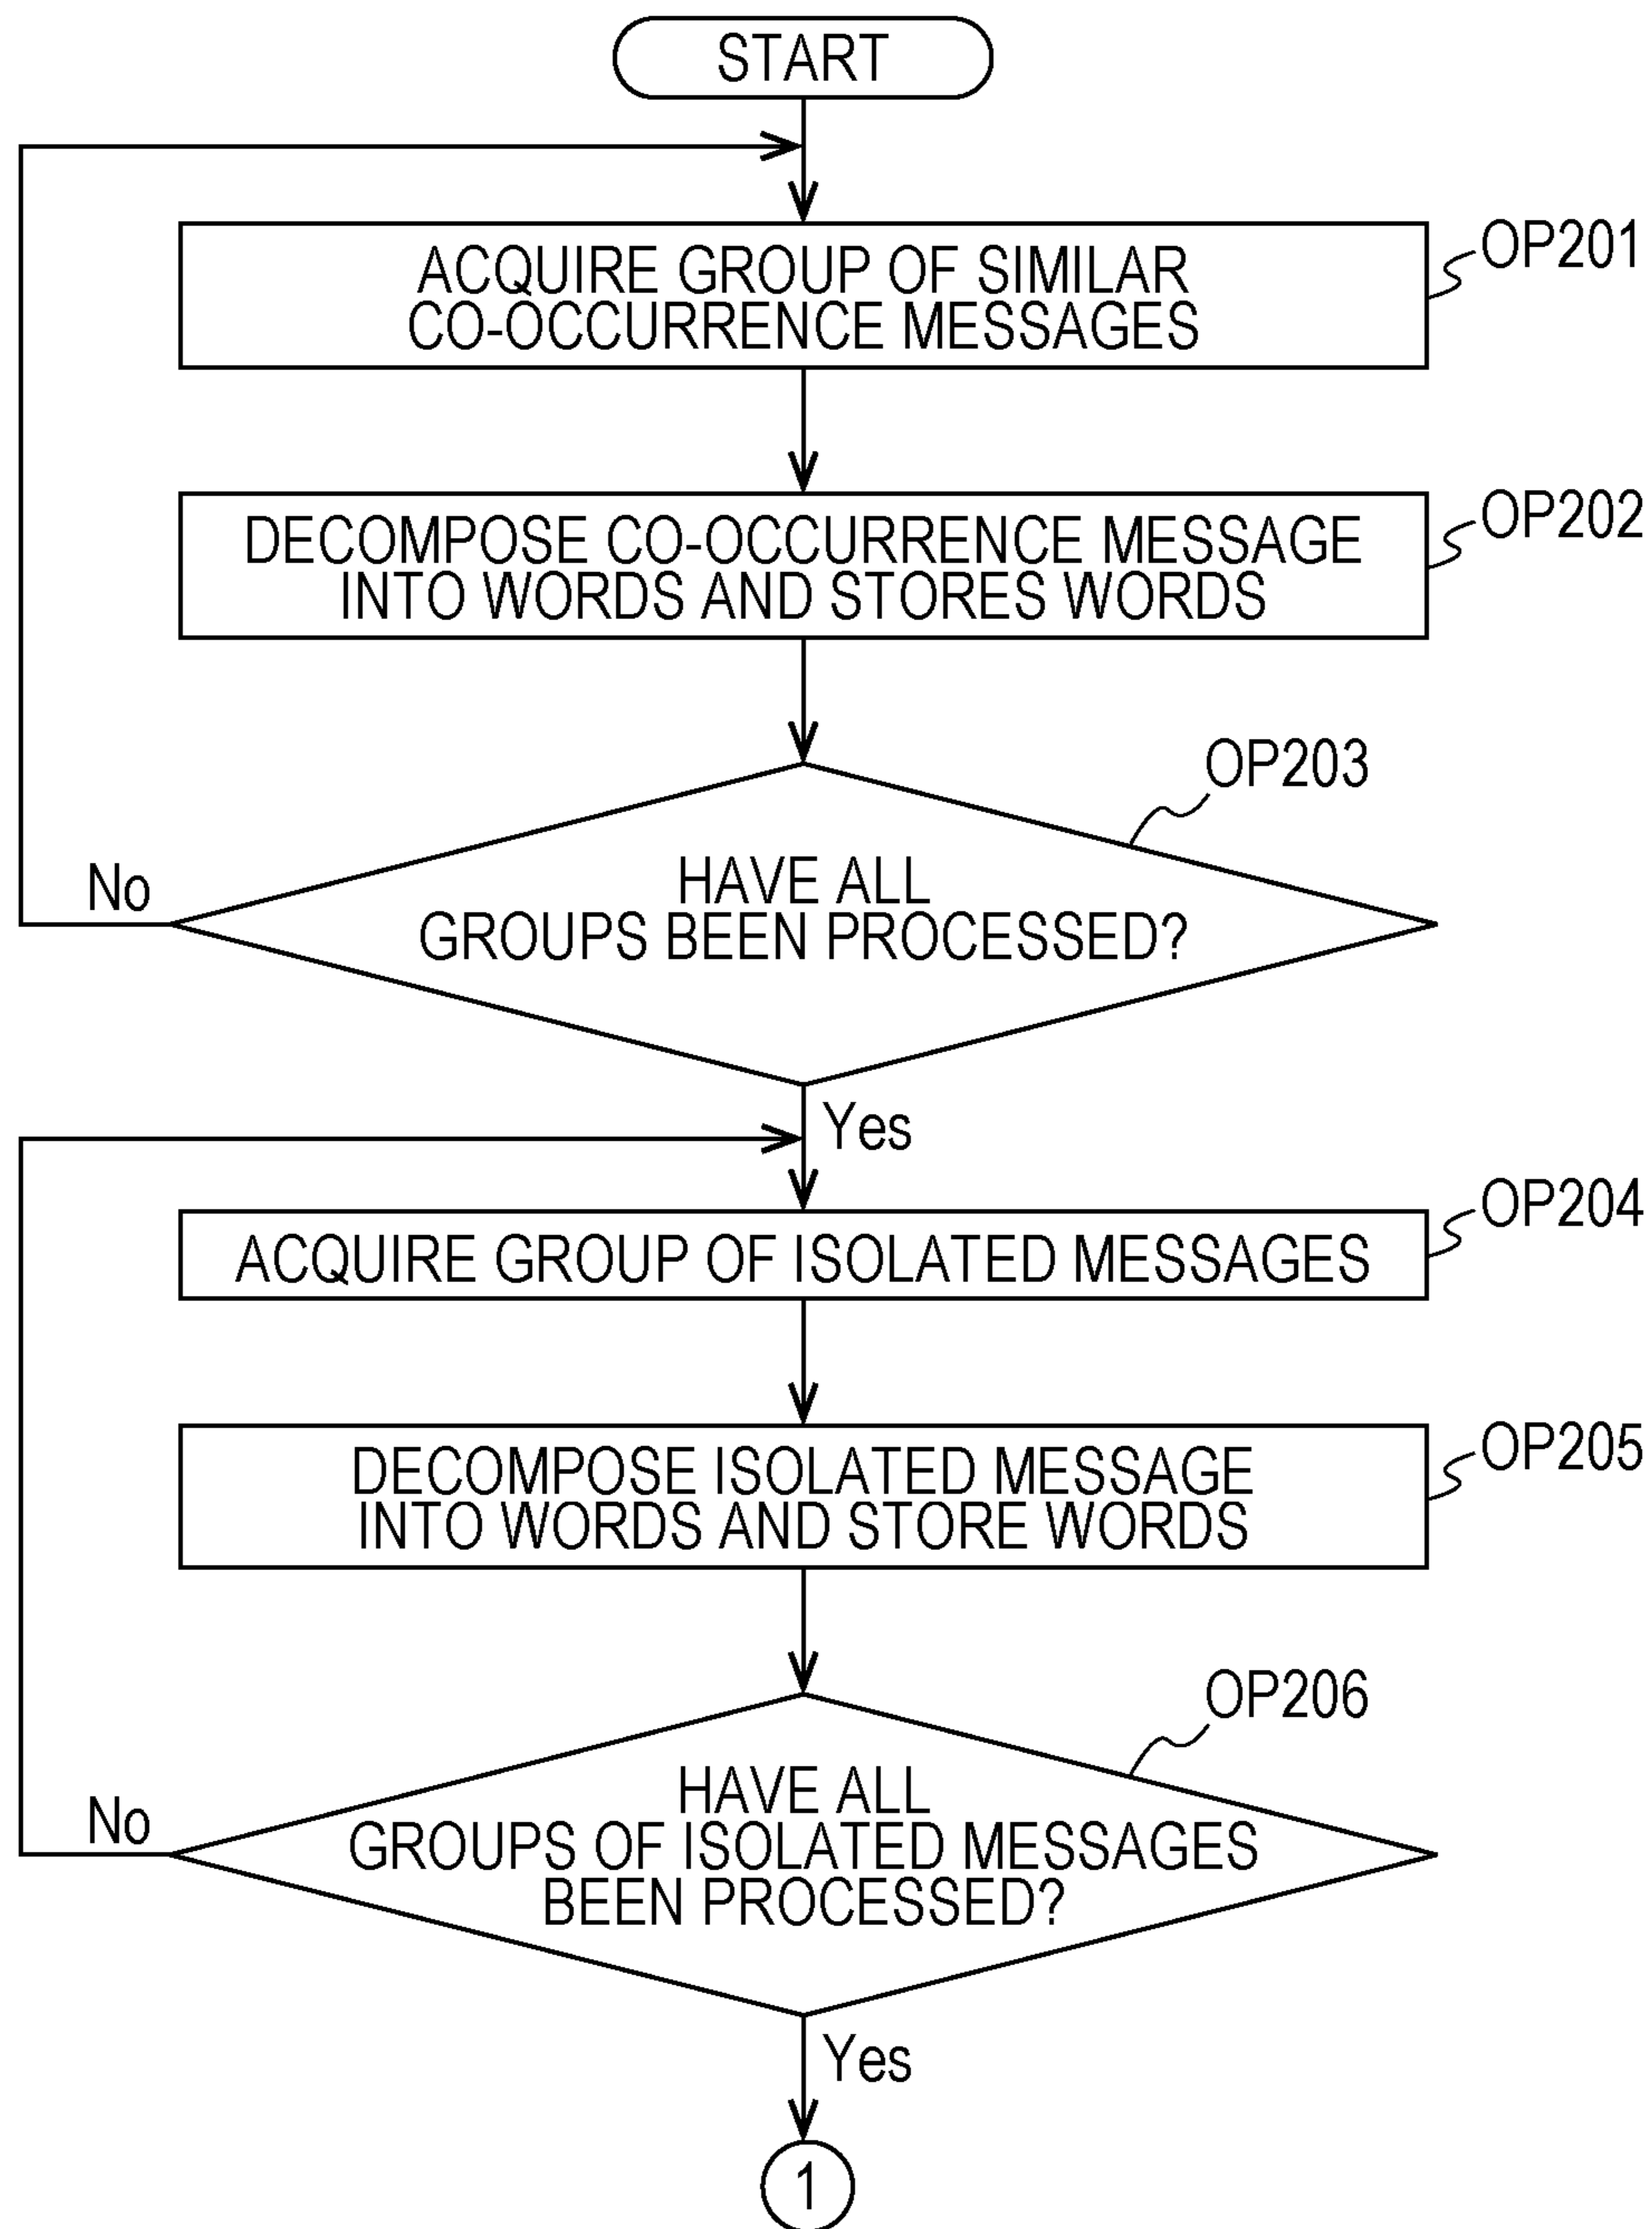 START
ACQUIRE GROUP OF SIMILAR
CO-OCCURRENCE MESSAGES
OP201
DECOMPOSE CO-OCCURRENCE MESSAGE
INTO WORDS AND STORES WORDS
OP202
OP203
HAVE ALL
GROUPS BEEN PROCESSED?
No
Yes
ACQUIRE GROUP OF ISOLATED MESSAGES
OP204
DECOMPOSE ISOLATED MESSAGE
INTO WORDS AND STORE WORDS
OP205
OP206
HAVE ALL
GROUPS OF ISOLATED MESSAGES
BEEN PROCESSED?
No
Yes
1